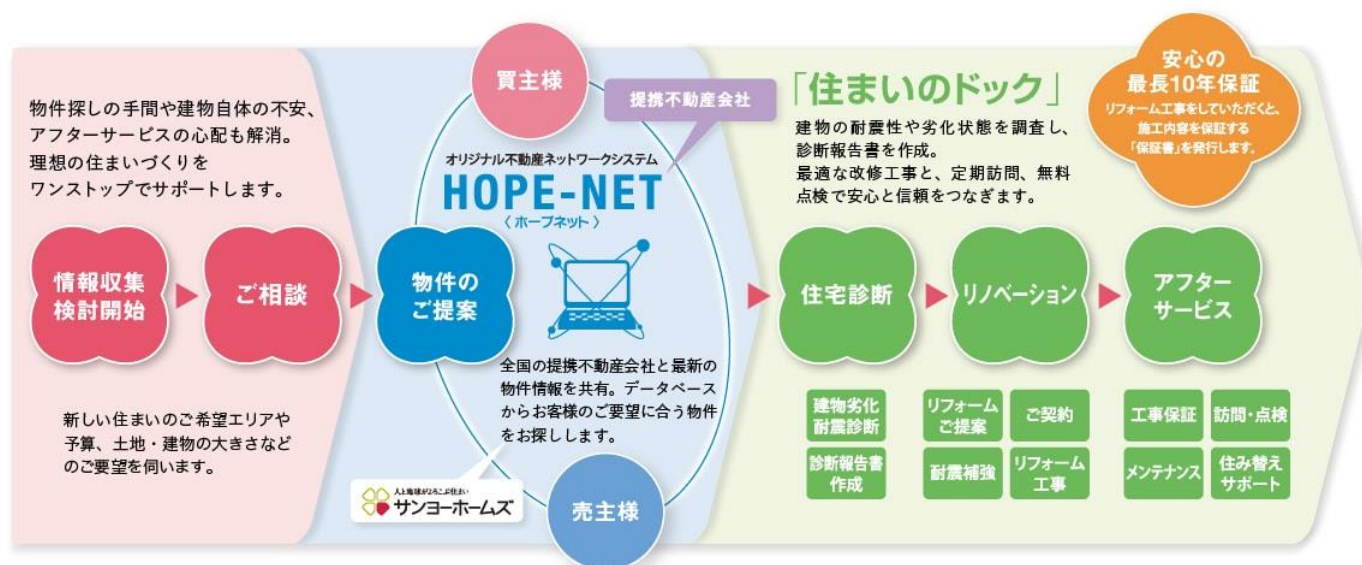 物件探しの手間や建物自体の不安、
アフターサービスの心配も解消。
理想の住まいづくりを
ワンストップでサポートします。
情報収集
検討開始
ご相談
新しい住まいのご希望エリアや
予算、土地・建物の大きさなど
のご要望を伺います。
買主様
提携不動産会社
オリジナル不動産ネットワークシステム
HOPE-NET
〈ホープネット〉
物件の
ご提案
全国の提携不動産会社と最新の
物件情報を共有。データベース
からお客様のご要望に合う物件
をお探しします。
人と地球がよろこぶ住まい
サンヨーホームズ
売主様
「住まいのドック」
建物の耐震性や劣化状態を調査し、
診断報告書を作成。
最適な改修工事と、定期訪問、無料
点検で安心と信頼をつなぎます。
安心の
最長10年保証
リフォーム工事をしていただくと、
施工内容を保証する
「保証書」を発行します。
住宅診断
リノベーション
アフター
サービス
建物劣化
耐震診断
診断報告書
作成
リフォーム
ご提案
ご契約
耐震補強
リフォーム
工事
工事保証
訪問・点検
メンテナンス
住み替え
サポート